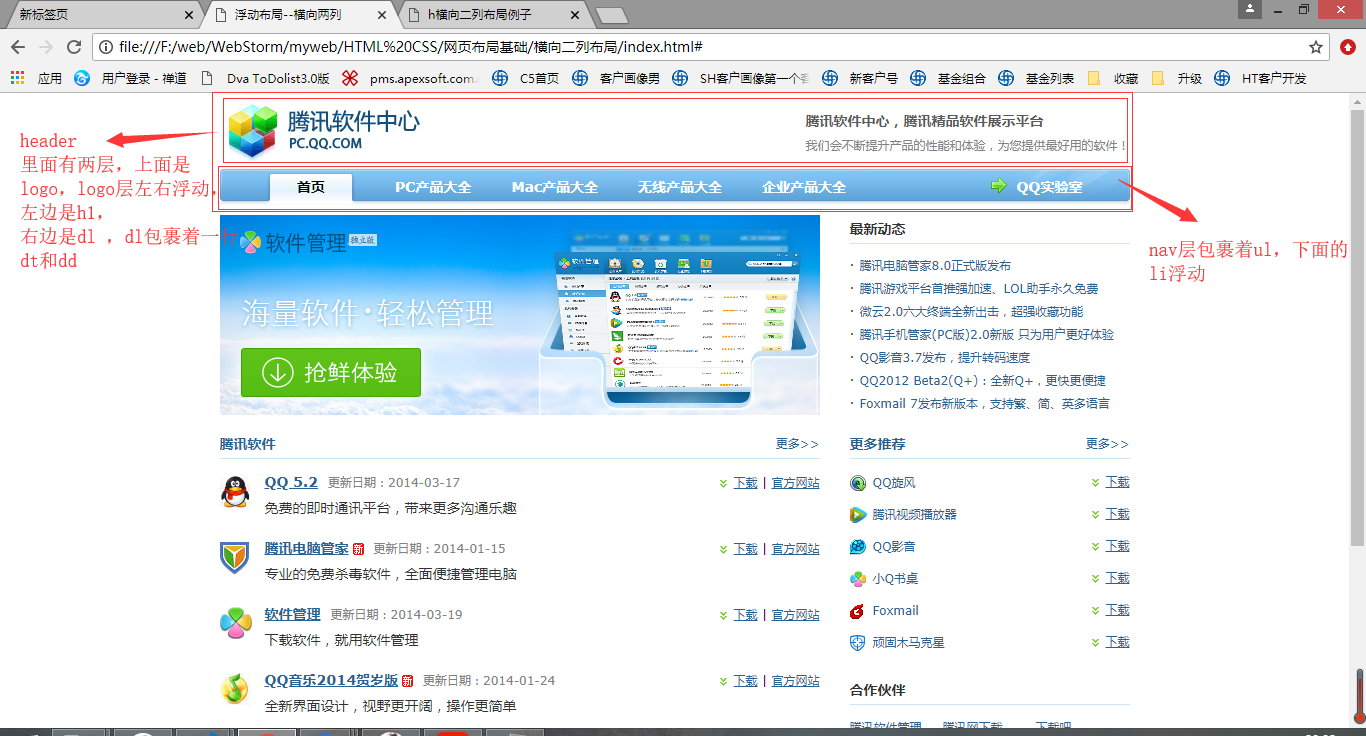 新标签页
浮动布局--横向两列
h横向二列布局例子
file:///F:/web/WebStorm/myweb/HTML%20CSS/网页布局基础/横向二列布局/index.html#
应用
用户登录 - 禅道
Dva ToDolist3.0版
pms.apexsoft.com.
C5首页
客户画像男
SH客户画像第一个客
新客户号
基金组合
基金列表
收藏
升级
HT客户开发
腾讯软件中心
PC.QQ.COM
腾讯软件中心，腾讯精品软件展示平台
我们会不断提升产品的性能和体验，为您提供最好用的软件！
header
里面有两层，上面是
logo，logo层左右浮动，
左边是h1，
右边是dl ，dl包裹着一行
dt和dd
首页
PC产品大全
Mac产品大全
无线产品大全
企业产品大全
QQ实验室
nav层包裹着ul，下面的
li浮动
软件管理
独立版
海量软件·轻松管理
抢鲜体验
最新动态
· 腾讯电脑管家8.0正式版发布
· 腾讯游戏平台首推强加速、LOL助手永久免费
· 微云2.0六大终端全新出击，超强收藏功能
· 腾讯手机管家(PC版)2.0新版 只为用户更好体验
· QQ影音3.7发布，提升转码速度
· QQ2012 Beta2(Q+)：全新Q+，更快更便捷
· Foxmail 7发布新版本，支持繁、简、英多语言
腾讯软件
更多>>
QQ 5.2 更新日期：2014-03-17
下载 | 官方网站
免费的即时通讯平台，带来更多沟通乐趣
腾讯电脑管家 新 更新日期：2014-01-15
下载 | 官方网站
专业的免费杀毒软件，全面便捷管理电脑
软件管理 更新日期：2014-03-19
下载 | 官方网站
下载软件，就用软件管理
QQ音乐2014贺岁版 新 更新日期：2014-01-24
下载 | 官方网站
全新界面设计，视野更开阔，操作更简单
更多推荐
更多>>
QQ旋风 下载
腾讯视频播放器 下载
QQ影音 下载
小Q书桌 下载
Foxmail 下载
顽固木马克星 下载
合作伙伴
腾讯软件管理 腾讯网下载 下载吧